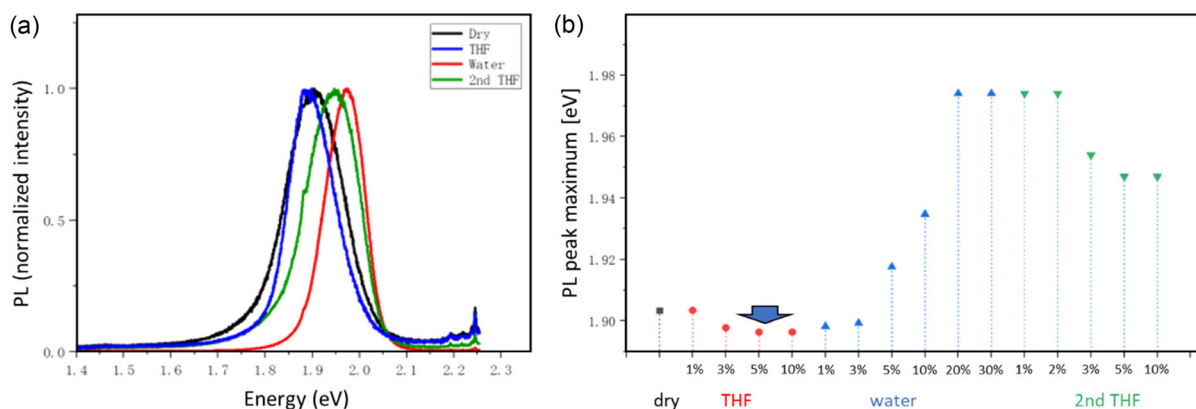 (a)
PL (normalized intensity)
1.0
0.5
0.0
Dry
THF
Water
2nd THF
1.4 1.5 1.6 1.7 1.8 1.9 2.0 2.1 2.2 2.3
Energy (eV)
(b)
PL peak maximum [eV]
1.98
1.96
1.94
1.92
1.90
1% 3% 5% 10% 1% 3% 5% 10% 20% 30% 1% 2% 3% 5% 10%
dry THF water 2nd THF